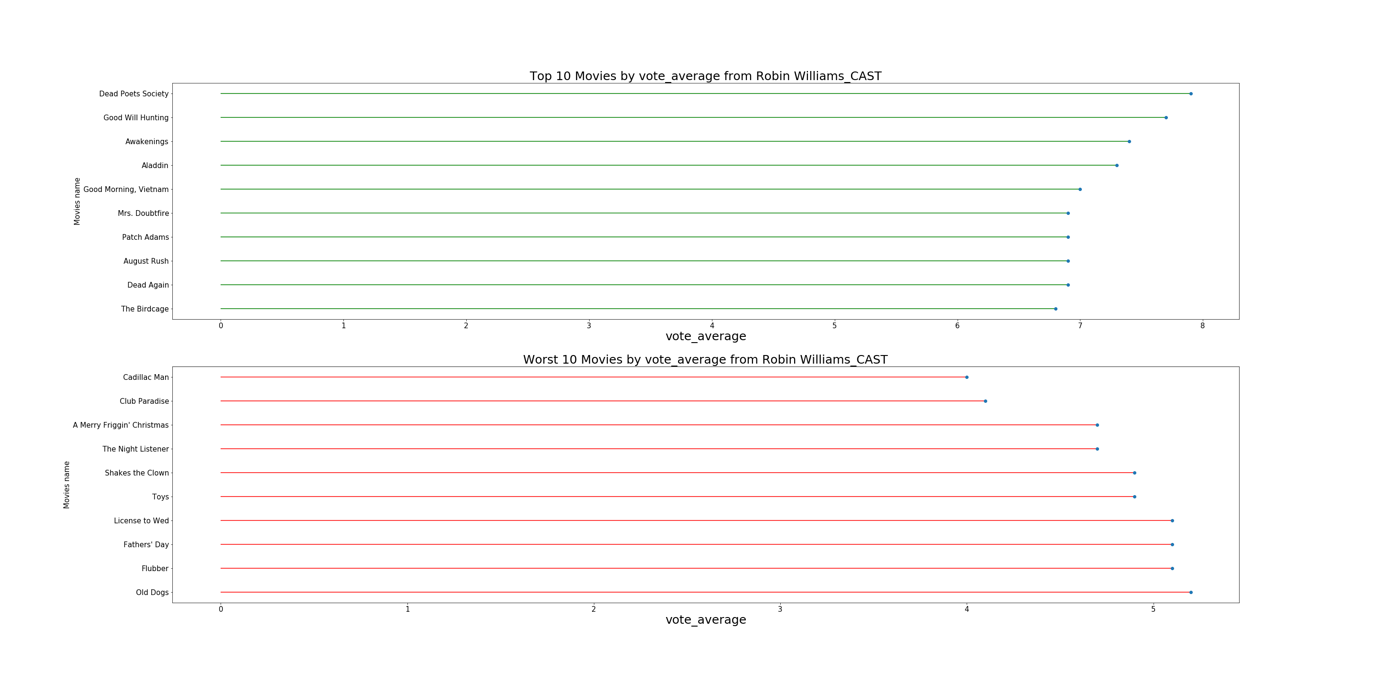 Top 10 Movies by vote_average from Robin Williams_CAST
Movies name
Dead Poets Society
Good Will Hunting
Awakenings
Aladdin
Good Morning, Vietnam
Mrs. Doubtfire
Patch Adams
August Rush
Dead Again
The Birdcage
0 1 2 3 4 5 6 7 8
vote_average
Worst 10 Movies by vote_average from Robin Williams_CAST
Movies name
Cadillac Man
Club Paradise
A Merry Friggin' Christmas
The Night Listener
Shakes the Clown
Toys
License to Wed
Fathers' Day
Flubber
Old Dogs
0 1 2 3 4 5
vote_average